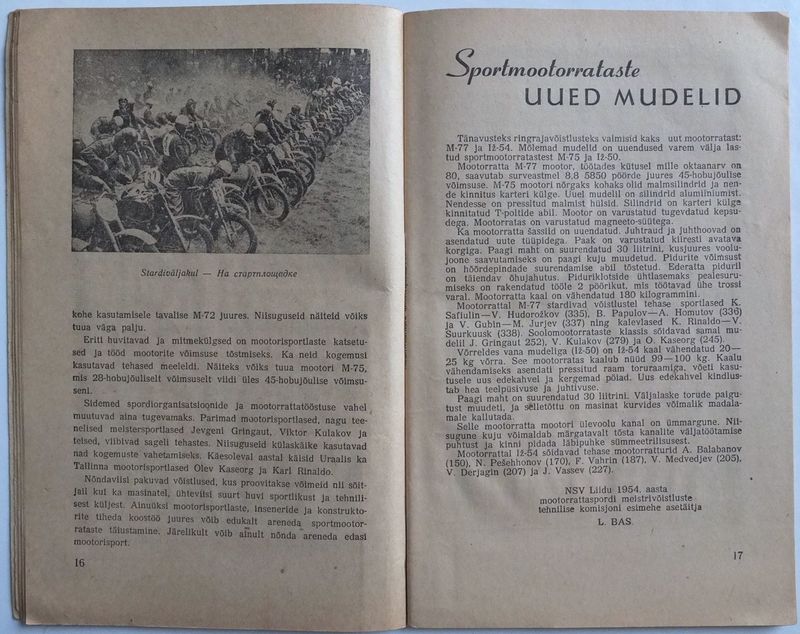 Stardiväljakul — На стартплощадке
kohe kasutamisele tavalise M-72 juures. Niisuguseid näiteid võiks
tuua väga palju.
Eriti huvitavad ja mitmekülgsed on mootorisportlaste katsetu-
sed ja tööd mootorite võimsuse tõstmiseks. Ka neid kogemusi
kasutavad tehased meeleldi. Näiteks võiks tuua mootori M-75,
mis 28-hobujõuliselt võimsuselt viidi üles 45-hobujõulise võimsu-
seni.
Sidemed spordiorganisatsioonide ja mootorrattatööstuse vahel
muutuvad aina tugevamaks. Parimad mootorisportlased, nagu tee-
nelised meistersportlased Jevgeni Gringaut, Viktor Kulakov ja
teised, viibivad sageli tehastes. Niisuguseid külaskäike kasutavad
nad kogemuste vahetamiseks. Käesoleval aastal käisid Uuralis ka
Tallinna mootorisportlased Olev Kaseorg ja Karl Rinaldo.
Nõndaviisi pakuvad võistlused, kus proovitakse võimeid nii sõit-
jail kui ka masinatel, ühteviisi suurt huvi sportlikust ja tehnili-
sest küljest. Ainuüksi mootorisportlaste, inseneride ja konstrukto-
rite tiheda koostöö juures võib edukalt areneda sportmootor-
rataste täiustamine. Järelikult võib ainult nõnda areneda edasi
mootorisport.
16
Sportmootorrataste
UUED MUDELID
Tänavusteks ringrajavõistlusteks valmisid kaks uut mootorratast:
M-77 ja Iž-54. Mõlemad mudelid on uuendused varem välja las-
tud sportmootorratastest M-75 ja Iž-50.
Mootorratta M-77 mootor, töötades kütusel mille oktaanarv on
80, saavutab surveastmel 8,8 5850 pöörde juures 45-hobujõulise
võimsuse. M-75 mootori nõrgaks kohaks olid malmsilindrid ja nen-
de kinnitus karteri külge. Uuel mudelil on silindrid alumiiniumist.
Nendesse on pressitud malmist hülsid. Silindrid on karteri külge
kinnitatud T-poltide abil. Mootor on varustatud tugevdatud kepsu-
dega. Mootorratas on varustatud magneeto-süütega.
Ka mootorratta šassiid on uuendatud. Juhtraud ja juhthoovad on
asendatud uute tüüpidega. Paak on varustatud kiiresti avatava
korgiga. Paagi maht on suurendatud 30 liitrini, kusjuures voolu-
joone saavutamiseks on paagi kuju muudetud. Pidurite võimsust
on hõõrdepindade suurendamise abil tõstetud. Ederatta piduril
on täiendav õhujahutus. Piduriklotside ühtlasemaks pealesuru-
miseks on rakendatud tööle 2 pöörikut, mis töötavad ühe trossi
varal. Mootorratta kaal on vähendatud 180 kilogrammini.
Mootorrattal M-77 stardivad võistlustel tehase sportlased K.
Safiulin—V. Hudorožkov (335), B. Papulov—A. Homutov (336)
ja V. Gubin—M. Jurjev (337) ning kalevlased K. Rinaldo—V.
Suurkuusk (338). Soolomootorrataste klassis sõidavad samal mu-
delil J. Gringaut 252), V. Kulakov (279) ja O. Kaseorg (245).
Võrreldes vana mudeliga (Iž-50) on Iž-54 kaal vähendatud 20—
25 kg võrra. See mootorratas kaalub nüüd 99—100 kg. Kaalu
vähendamiseks asendati pressitud raam toruraamiga, võeti kasu-
tusele uus edekahvel ja kergemad pöiad. Uus edekahvel kindlus-
tab hea teelpüsivuse ja juhtivuse.
Paagi maht on suurendatud 30 liitrini. Väljalaske torude paigu-
tust muudeti, ja selletõttu on masinat kurvides võimalik madala-
male kallutada.
Selle mootorratta mootori ülevoolu kanal on ümmargune. Nii-
sugune kuju võimaldab märgatavalt tõsta kanalite väljatöötamise
puhtust ja kinni pidada läbipuhke sümmeetrilisusest.
Mootorrattal Iž-54 sõidavad tehase mootorratturid A. Balabanov
(150), N. Pešehhonov (170), F. Vahrin (187), V. Medvedjev (205),
V. Derjagin (207) ja J. Vassev (227).
NSV Liidu 1954. aasta
mootorrattaspordi meistrivõistluste
tehnilise komisjoni esimehe asetäitja
L. BAS.
17